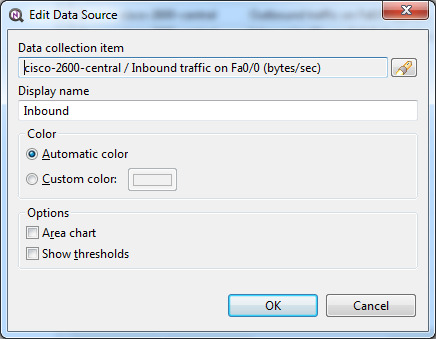 Edit Data Source
Data collection item
cisco-2600-central / Inbound traffic on Fa0/0 (bytes/sec)
Display name
Inbound
Color
Automatic color
Custom color:
Options
Area chart
Show thresholds
OK Cancel